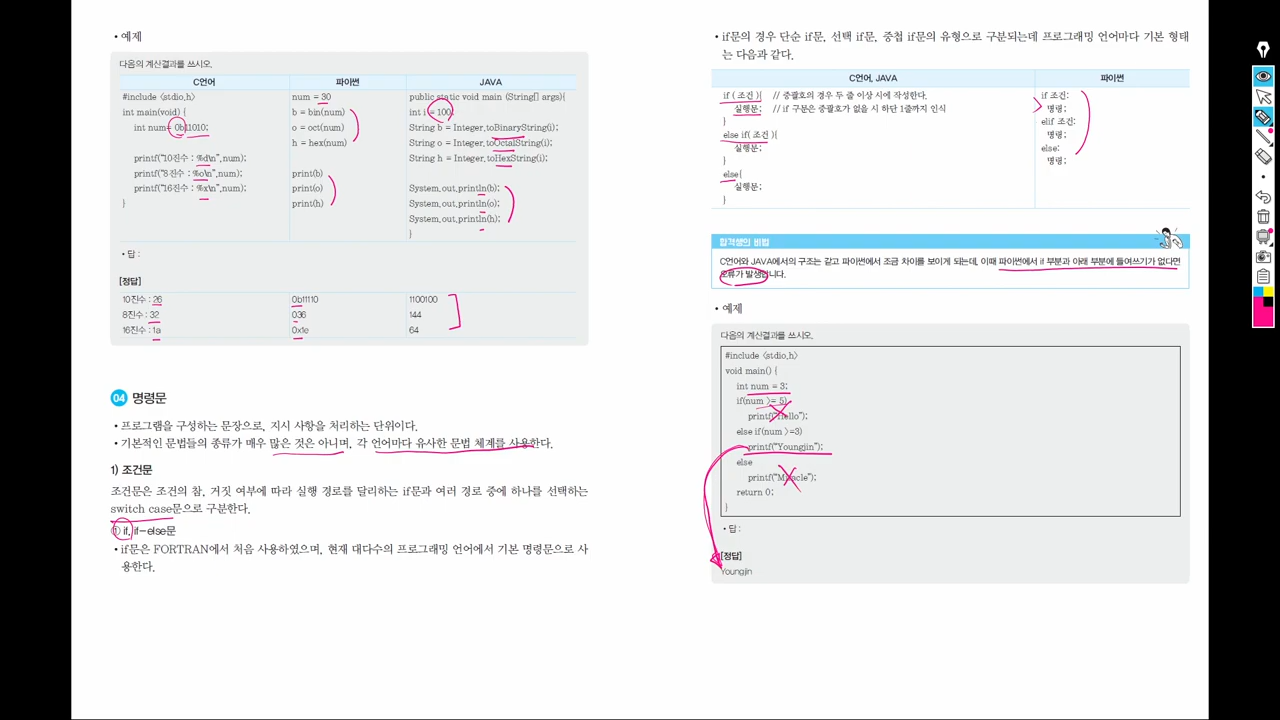 • 예제
다음의 계산결과를 쓰시오.
C언어 파이썬 JAVA
#include <stdio.h> num = 30 public static void main (String[] args){
int main(void) { b = bin(num) int i = 100;
int num= 0b11010; o = oct(num) String b = Integer.toBinaryString(i);
h = hex(num) String o = Integer.toOctalString(i);
printf("10진수 : %d\n",num); String h = Integer.toHexString(i);
printf("8진수 : %o\n",num); print(b)
printf("16진수 : %x\n",num); print(o) System.out.println(b);
} print(h) System.out.println(o);
System.out.println(h);
}
• 답 :
[정답]
10진수 : 26 0b11110 1100100
8진수 : 32 036 144
16진수 : 1a 0x1e 64
04 명령문
• 프로그램을 구성하는 문장으로, 지시 사항을 처리하는 단위이다.
• 기본적인 문법들의 종류가 매우 많은 것은 아니며, 각 언어마다 유사한 문법 체계를 사용한다.
1) 조건문
조건문은 조건의 참, 거짓 여부에 따라 실행 경로를 달리하는 if문과 여러 경로 중에 하나를 선택하는
switch case문으로 구분한다.
① if, if-else문
• if문은 FORTRAN에서 처음 사용하였으며, 현재 대다수의 프로그래밍 언어에서 기본 명령문으로 사
용한다.
• if문의 경우 단순 if문, 선택 if문, 중첩 if문의 유형으로 구분되는데 프로그래밍 언어마다 기본 형태
는 다음과 같다.
C언어, JAVA 파이썬
if ( 조건 ){ // 중괄호의 경우 두 줄 이상 시에 작성한다. if 조건:
실행문; // if 구문은 중괄호가 없을 시 하단 1줄까지 인식 명령;
} elif 조건:
else if( 조건 ){ 명령;
실행문; else:
} 명령;
else{
실행문;
}
합격생의 비법
C언어와 JAVA에서의 구조는 같고 파이썬에서 조금 차이를 보이게 되는데, 이때 파이썬에서 if 부분과 아래 부분에 들여쓰기가 없다면
오류가 발생합니다.
• 예제
다음의 계산결과를 쓰시오.
#include <stdio.h>
void main() {
int num = 3;
if(num >= 5)
printf("Hello");
else if(num >=3)
printf("Youngjin");
else
printf("Miracle");
return 0;
}
• 답 :
[정답]
Youngjin